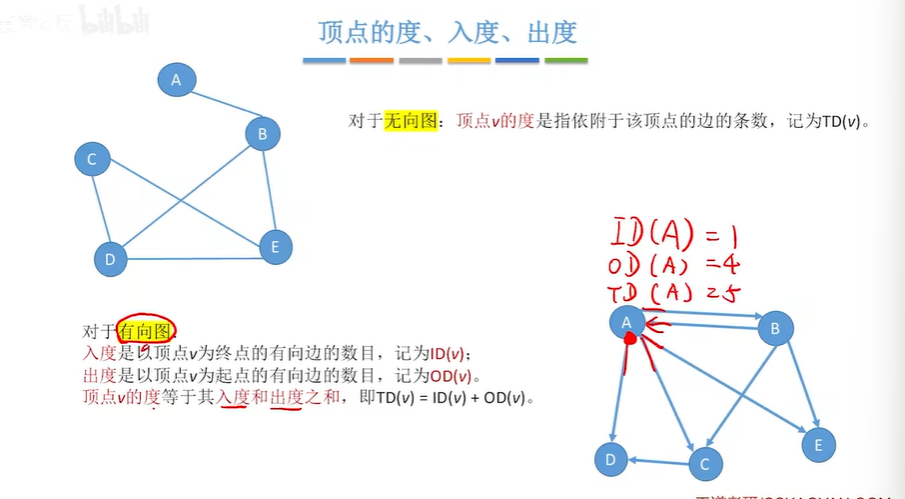 bilibili
顶点的度、入度、出度
对于无向图：顶点v的度是指依附于该顶点的边的条数，记为TD(v)。
A
B
C
D
E
ID(A)=1
OD(A)=4
TD(A)=5
A
B
C
D
E
对于有向图：
入度是以顶点v为终点的有向边的数目，记为ID(v)；
出度是以顶点v为起点的有向边的数目，记为OD(v)。
顶点v的度等于其入度和出度之和，即TD(v) = ID(v) + OD(v)。